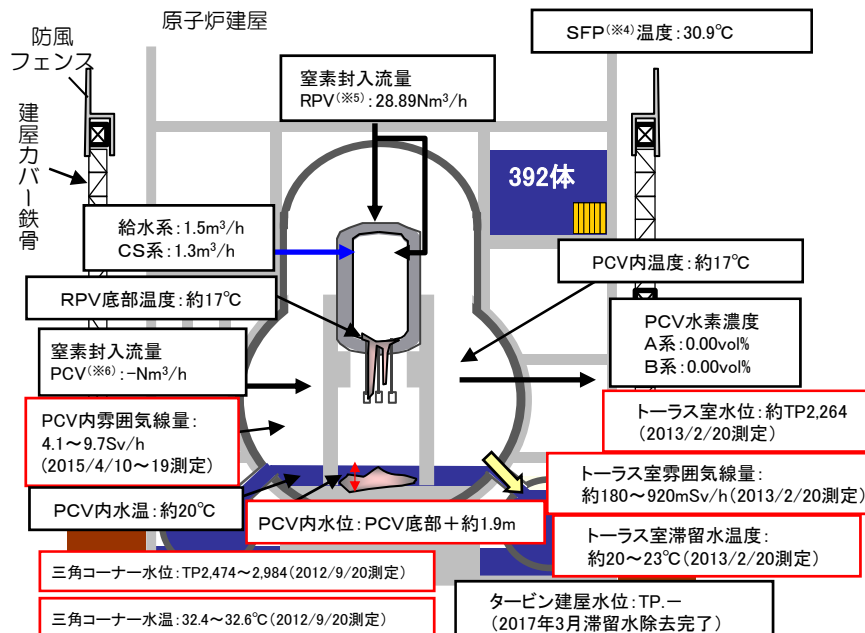 原子炉建屋
防風
フェンス
建屋カバー鉄骨
SFP(※4)温度：30.9℃
窒素封入流量
RPV(※5)：28.89Nm³/h
392体
給水系：1.5m³/h
CS系：1.3m³/h
PCV内温度：約17℃
RPV底部温度：約17℃
PCV水素濃度
A系：0.00vol%
B系：0.00vol%
窒素封入流量
PCV(※6)：-Nm³/h
トーラス室水位：約TP2,264
(2013/2/20測定)
PCV内雰囲気線量：
4.1～9.7Sv/h
(2015/4/10～19測定)
トーラス室雰囲気線量：
約180～920mSv/h(2013/2/20測定)
PCV内水温：約20℃
PCV内水位：PCV底部＋約1.9m
トーラス室滞留水温度：
約20～23℃(2013/2/20測定)
三角コーナー水位：TP2,474～2,984(2012/9/20測定)
三角コーナー水温：32.4～32.6℃(2012/9/20測定)
タービン建屋水位：TP.－
(2017年3月滞留水除去完了)